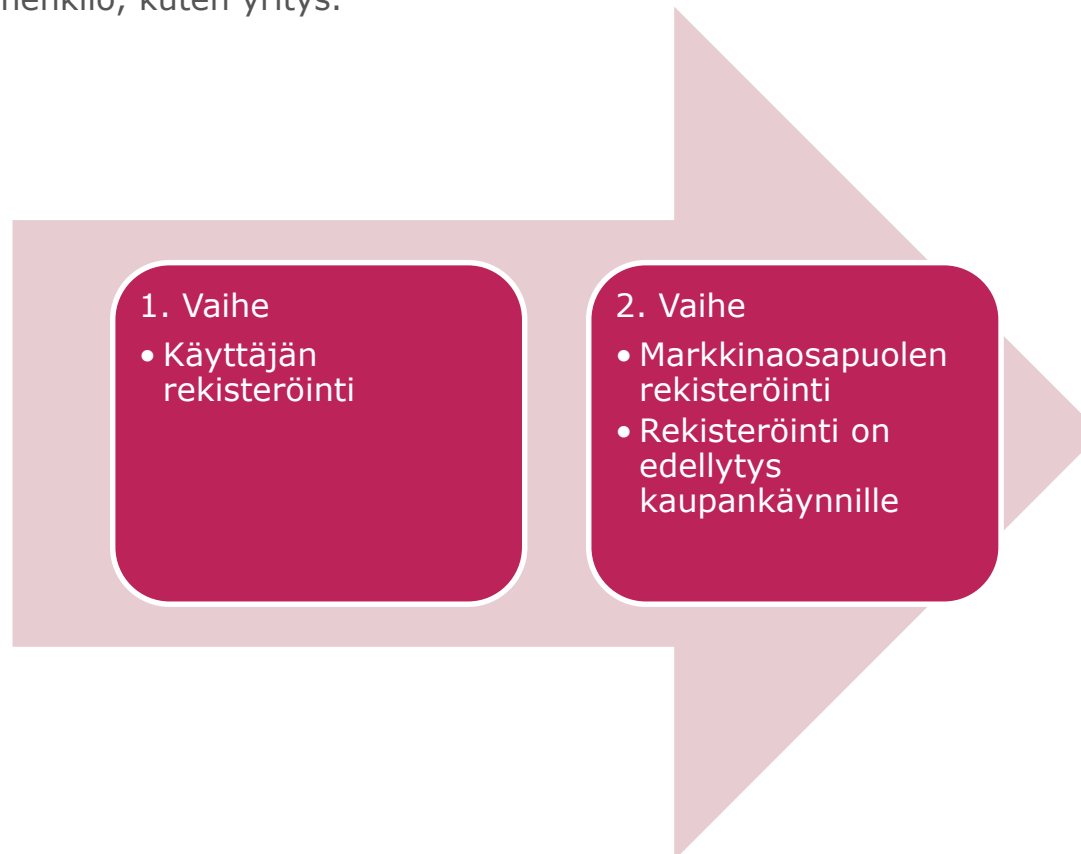 henkilö, kuten yritys.
1. Vaihe
• Käyttäjän
rekisteröinti
2. Vaihe
• Markkinaosapuolen
rekisteröinti
• Rekisteröinti on
edellytys
kaupankäynnille